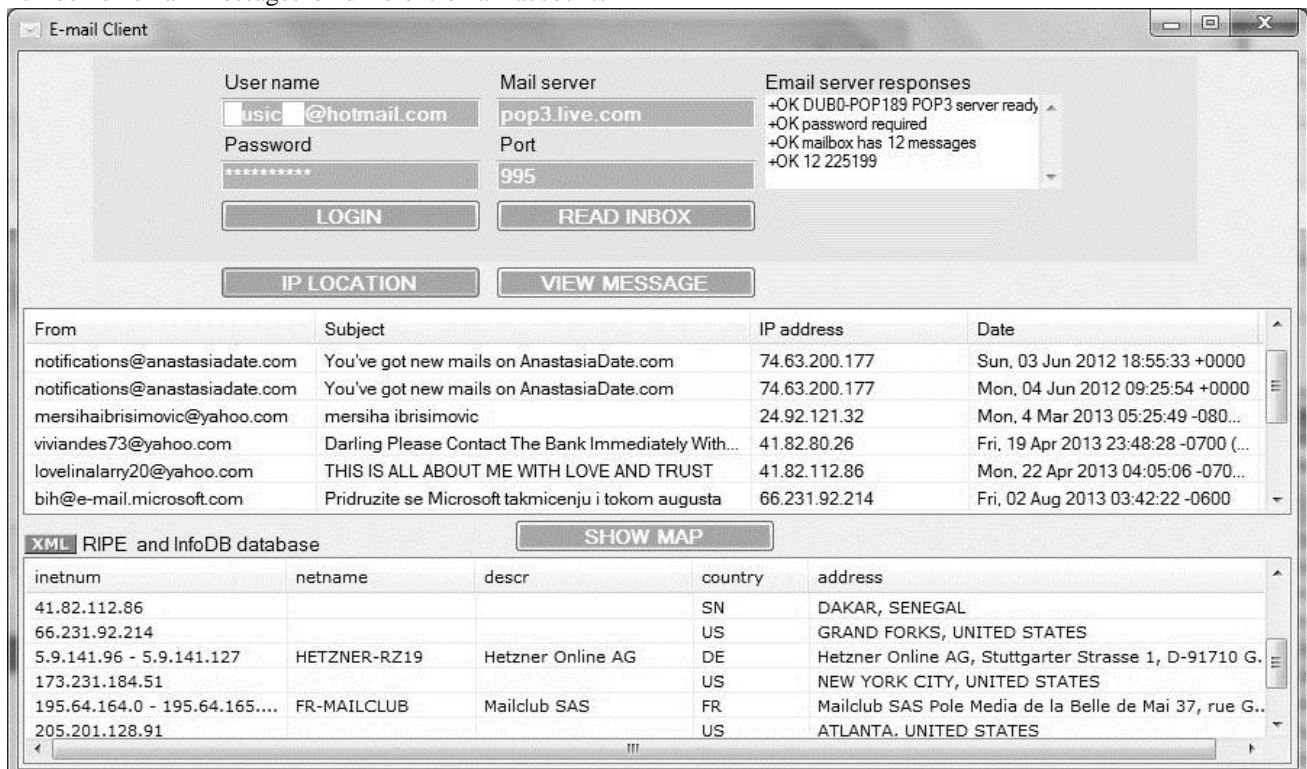 E-mail Client
User name Mail server Email server responses
usic @hotmail.com pop3.live.com
+OK DUB0-POP189 POP3 server ready
+OK password required
+OK mailbox has 12 messages
+OK 12 225199
Password Port
********** 995
LOGIN READ INBOX
IP LOCATION VIEW MESSAGE
From Subject IP address Date
notifications@anastasiadate.com You've got new mails on AnastasiaDate.com 74.63.200.177 Sun, 03 Jun 2012 18:55:33 +0000
notifications@anastasiadate.com You've got new mails on AnastasiaDate.com 74.63.200.177 Mon, 04 Jun 2012 09:25:54 +0000
mersihaibrisimovic@yahoo.com mersiha ibrisimovic 24.92.121.32 Mon, 4 Mar 2013 05:25:49 -080...
viviandes73@yahoo.com Darling Please Contact The Bank Immediately With... 41.82.80.26 Fri, 19 Apr 2013 23:48:28 -0700 (...
lovelinalarry20@yahoo.com THIS IS ALL ABOUT ME WITH LOVE AND TRUST 41.82.112.86 Mon, 22 Apr 2013 04:05:06 -070...
bih@e-mail.microsoft.com Pridruzite se Microsoft takmicenju i tokom augusta 66.231.92.214 Fri, 02 Aug 2013 03:42:22 -0600
XML RIPE and InfoDB database SHOW MAP
inetnum netname descr country address
41.82.112.86 SN DAKAR, SENEGAL
66.231.92.214 US GRAND FORKS, UNITED STATES
5.9.141.96 - 5.9.141.127 HETZNER-RZ19 Hetzner Online AG DE Hetzner Online AG, Stuttgarter Strasse 1, D-91710 G.
173.231.184.51 US NEW YORK CITY, UNITED STATES
195.64.164.0 - 195.64.165.... FR-MAILCLUB Mailclub SAS FR Mailclub SAS Pole Media de la Belle de Mai 37, rue G..
205.201.128.91 US ATLANTA, UNITED STATES